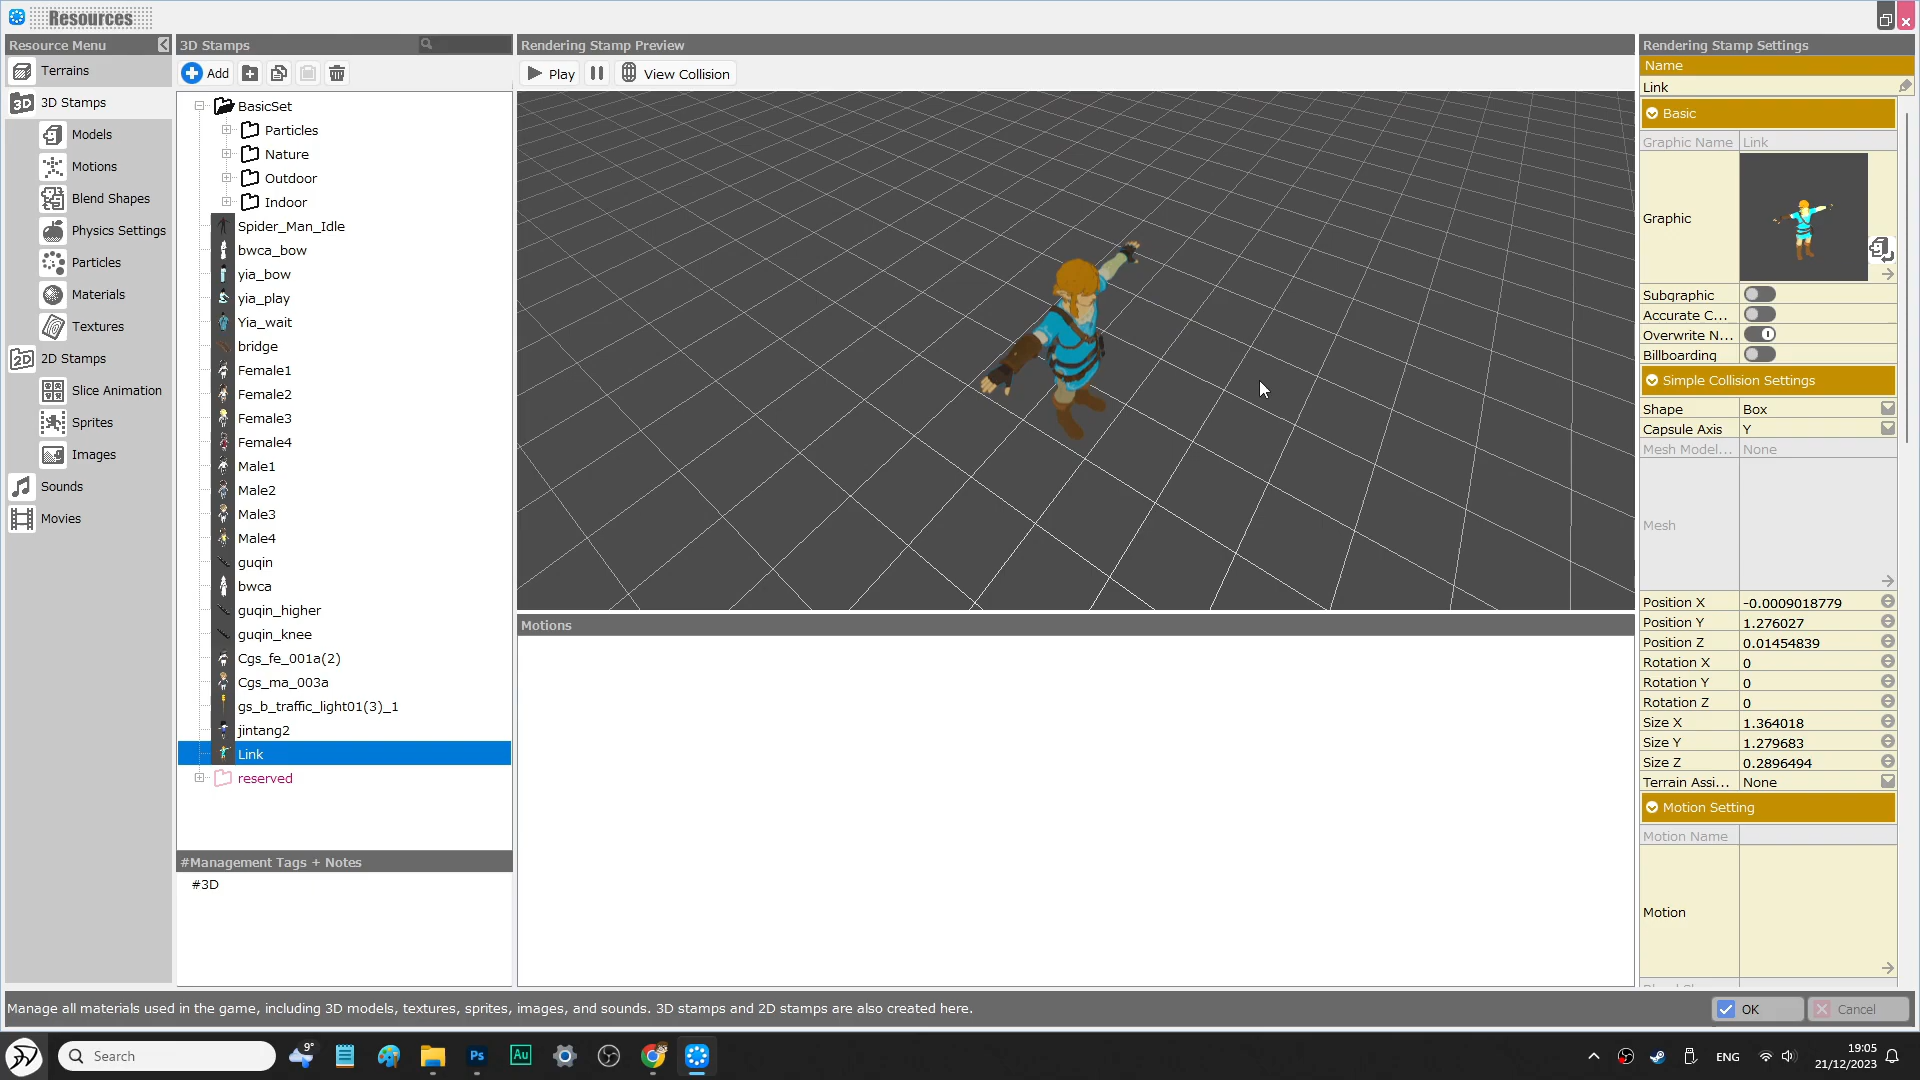 Resources
Resource Menu
Terrains
3D Stamps
Models
Motions
Blend Shapes
Physics Settings
Particles
Materials
Textures
2D Stamps
Slice Animation
Sprites
Images
Sounds
Movies
3D Stamps
Add
BasicSet
Particles
Nature
Outdoor
Indoor
Spider_Man_Idle
bwca_bow
yia_bow
yia_play
Yia_wait
bridge
Female1
Female2
Female3
Female4
Male1
Male2
Male3
Male4
guqin
bwca
guqin_higher
guqin_knee
Cgs_fe_001a(2)
Cgs_ma_003a
gs_b_traffic_light01(3)_1
jintang2
Link
reserved
#Management Tags + Notes
#3D
Rendering Stamp Preview
Play
View Collision
Motions
Rendering Stamp Settings
Name
Link
Basic
Graphic Name Link
Graphic
Subgraphic
Accurate C...
Overwrite N...
Billboarding
Simple Collision Settings
Shape Box
Capsule Axis Y
Mesh Model... None
Mesh
Position X -0.0009018779
Position Y 1.276027
Position Z 0.01454839
Rotation X 0
Rotation Y 0
Rotation Z 0
Size X 1.364018
Size Y 1.279683
Size Z 0.2896494
Terrain Assi... None
Motion Setting
Motion Name
Motion
Manage all materials used in the game, including 3D models, textures, sprites, images, and sounds. 3D stamps and 2D stamps are also created here.
OK
Cancel
Search
9°
Ps
Au
ENG
19:05
21/12/2023